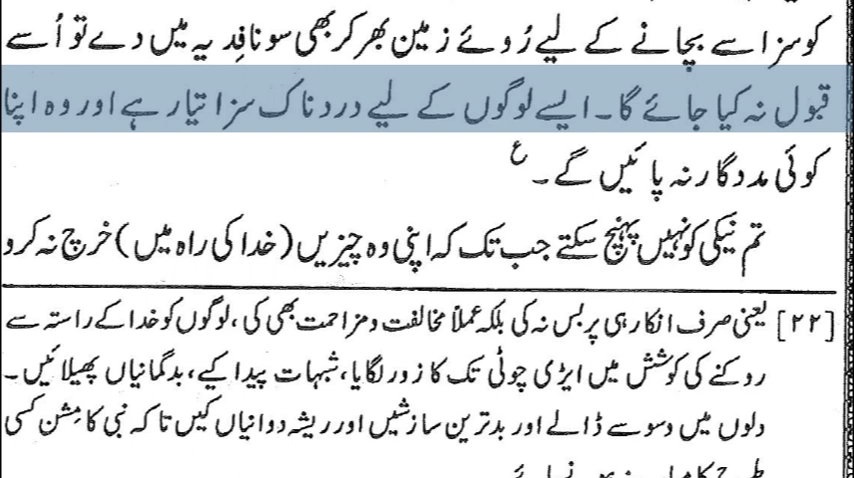 کو سزا سے بچانے کے لیے رُوئے زمین بھر کر بھی سونا فِدیہ میں دے تو اُسے
قبول نہ کیا جائے گا۔ ایسے لوگوں کے لیے دردناک سزا تیار ہے اور وہ اپنا
کوئی مددگار نہ پائیں گے۔ ع
تم نیکی کو نہیں پہنچ سکتے جب تک کہ اپنی وہ چیزیں (خدا کی راہ میں) خرچ نہ کرو
[۲۲] یعنی صرف انکار ہی پر بس نہ کی بلکہ عملاً مخالفت و مزاحمت بھی کی، لوگوں کو خدا کے راستہ سے
روکنے کی کوشش میں ایڑی چوٹی تک کا زور لگایا، شبہات پیدا کیے، بدگمانیاں پھیلائیں۔
دلوں میں وسوسے ڈالے اور بدترین سازشیں اور ریشہ دوانیاں کیں تاکہ نبی کا مِشن کسی